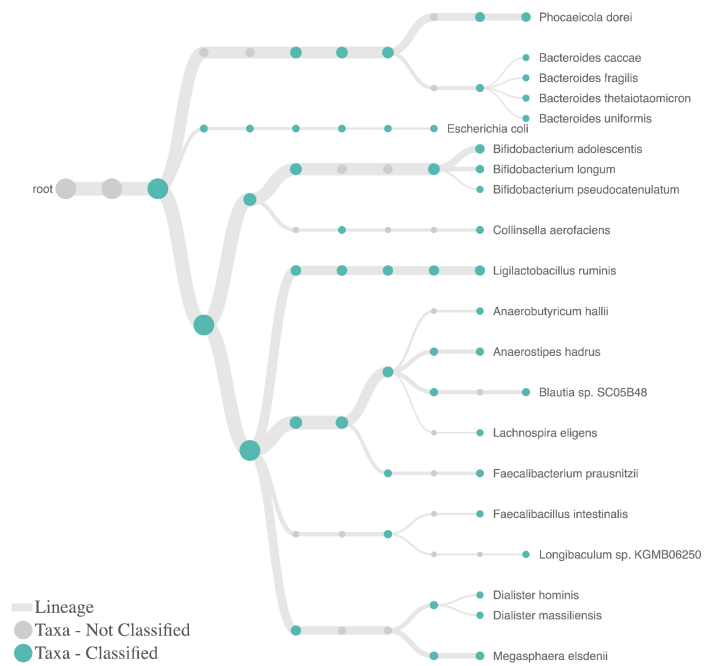 Phocaeicola dorei
Bacteroides caccae
Bacteroides fragilis
Bacteroides thetaiotaomicron
Bacteroides uniformis
Escherichia coli
Bifidobacterium adolescentis
Bifidobacterium longum
root
Bifidobacterium pseudocatenulatum
Collinsella aerofaciens
Ligilactobacillus ruminis
Anaerobutyricum hallii
Anaerostipes hadrus
Blautia sp. SC05B48
Lachnospira eligens
Faecalibacterium prausnitzii
Faecalibacillus intestinalis
Longibaculum sp. KGMB06250
Dialister hominis
Dialister massiliensis
Megasphaera elsdenii
Lineage
Taxa - Not Classified
Taxa - Classified